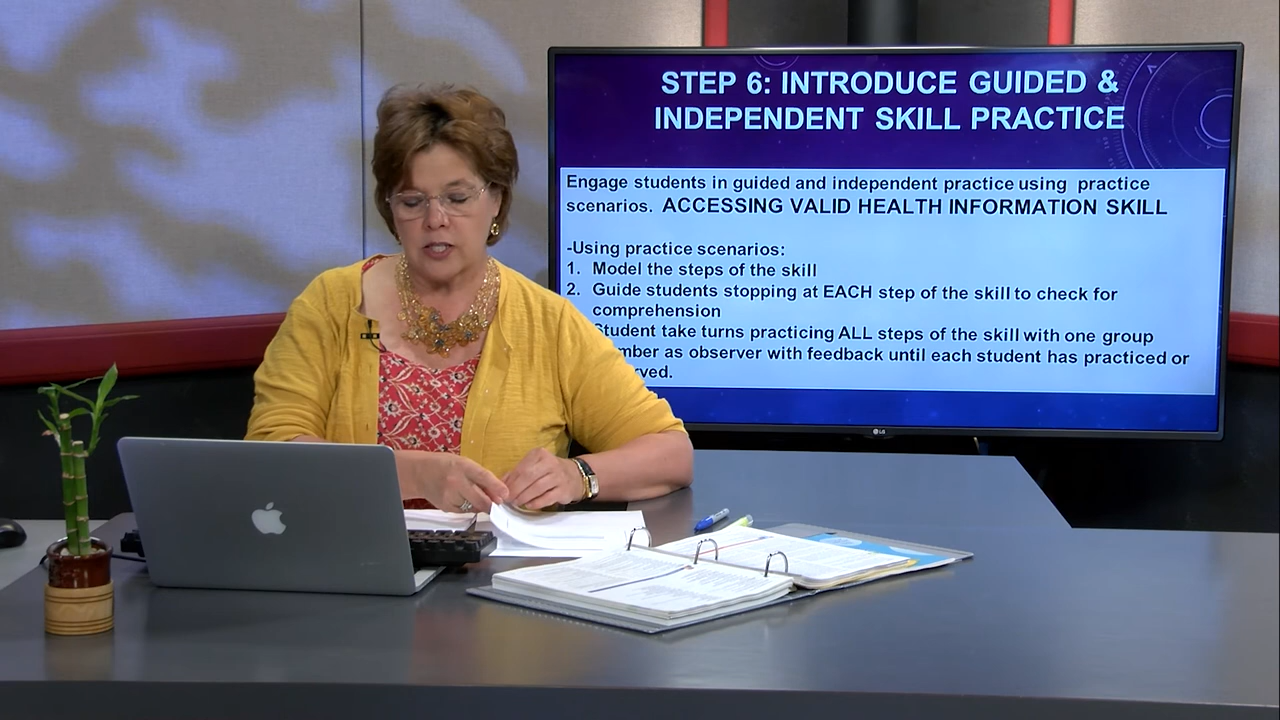 STEP 6: INTRODUCE GUIDED &
INDEPENDENT SKILL PRACTICE
Engage students in guided and independent practice using practice
scenarios. ACCESSING VALID HEALTH INFORMATION SKILL
-Using practice scenarios:
1. Model the steps of the skill
2. Guide students stopping at EACH step of the skill to check for
comprehension
Student take turns practicing ALL steps of the skill with one group
mber as observer with feedback until each student has practiced or
rved.
LG